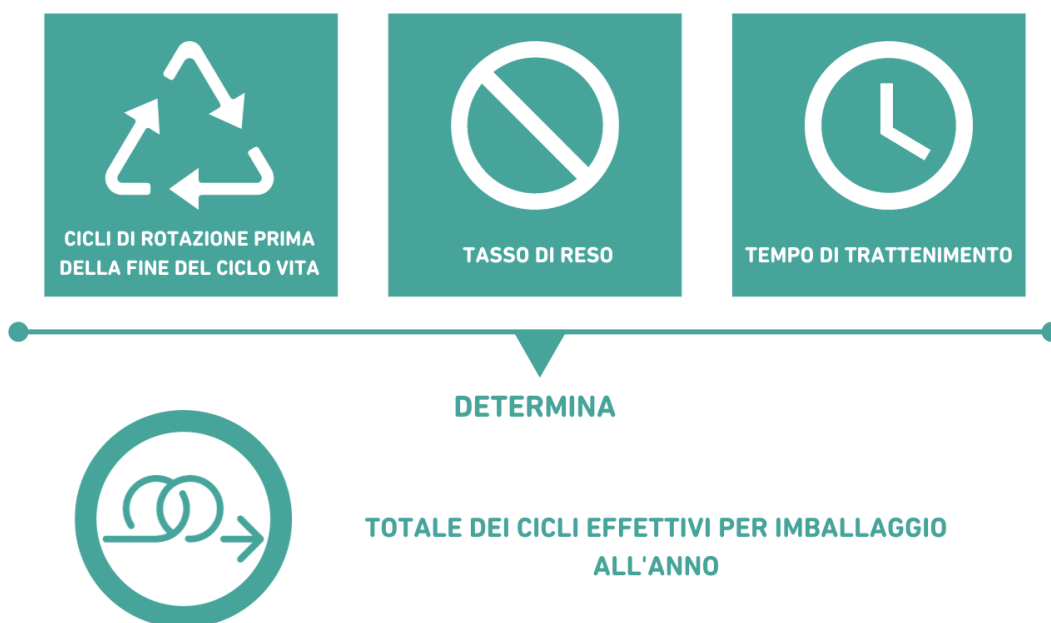 CICLI DI ROTAZIONE PRIMA
DELLA FINE DEL CICLO VITA
TASSO DI RESO
TEMPO DI TRATTENIMENTO
DETERMINA
TOTALE DEI CICLI EFFETTIVI PER IMBALLAGGIO
ALL'ANNO